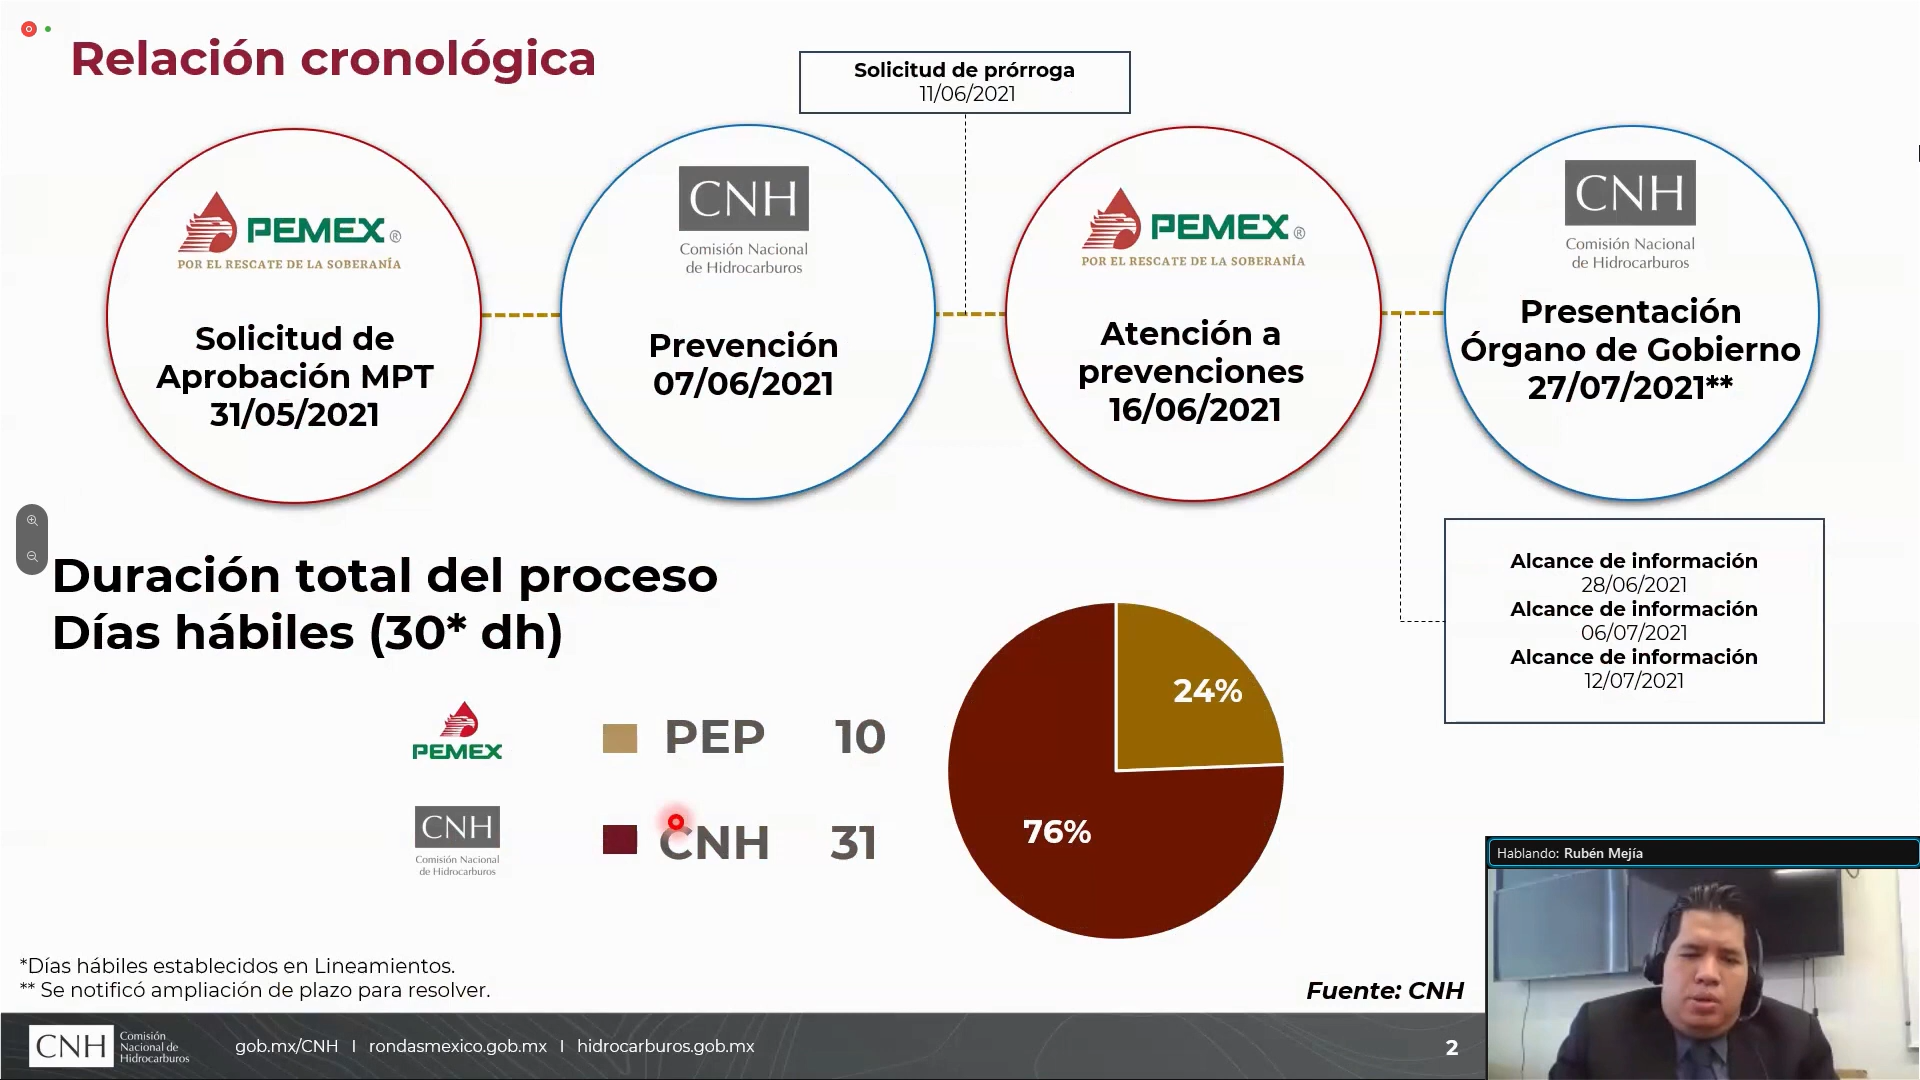 Relación cronológica
Solicitud de prórroga
11/06/2021
PEMEX®
POR EL RESCATE DE LA SOBERANÍA
Solicitud de
Aprobación MPT
31/05/2021
CNH
Comisión Nacional
de Hidrocarburos
Prevención
07/06/2021
PEMEX®
POR EL RESCATE DE LA SOBERANÍA
Atención a
prevenciones
16/06/2021
CNH
Comisión Nacional
de Hidrocarburos
Presentación
Órgano de Gobierno
27/07/2021**
Alcance de información
28/06/2021
Alcance de información
06/07/2021
Alcance de información
12/07/2021
Duración total del proceso
Días hábiles (30* dh)
PEMEX
PEP 10
CNH
Comisión Nacional
de Hidrocarburos
CNH 31
24%
76%
*Días hábiles establecidos en Lineamientos.
** Se notificó ampliación de plazo para resolver.
Fuente: CNH
Hablando: Rubén Mejía
CNH
Comisión
Nacional de
Hidrocarburos
gob.mx/CNH I rondasmexico.gob.mx I hidrocarburos.gob.mx
2